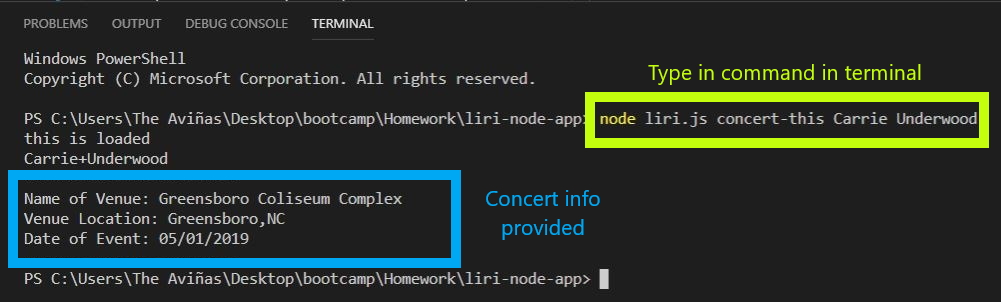 PROBLEMS OUTPUT DEBUG CONSOLE TERMINAL
Windows PowerShell
Copyright (C) Microsoft Corporation. All rights reserved.
Type in command in terminal
PS C:\Users\The Aviñas\Desktop\bootcamp\Homework\liri-node-app> node liri.js concert-this Carrie Underwood
this is loaded
Carrie+Underwood
Name of Venue: Greensboro Coliseum Complex
Venue Location: Greensboro,NC
Date of Event: 05/01/2019
Concert info
provided
PS C:\Users\The Aviñas\Desktop\bootcamp\Homework\liri-node-app>